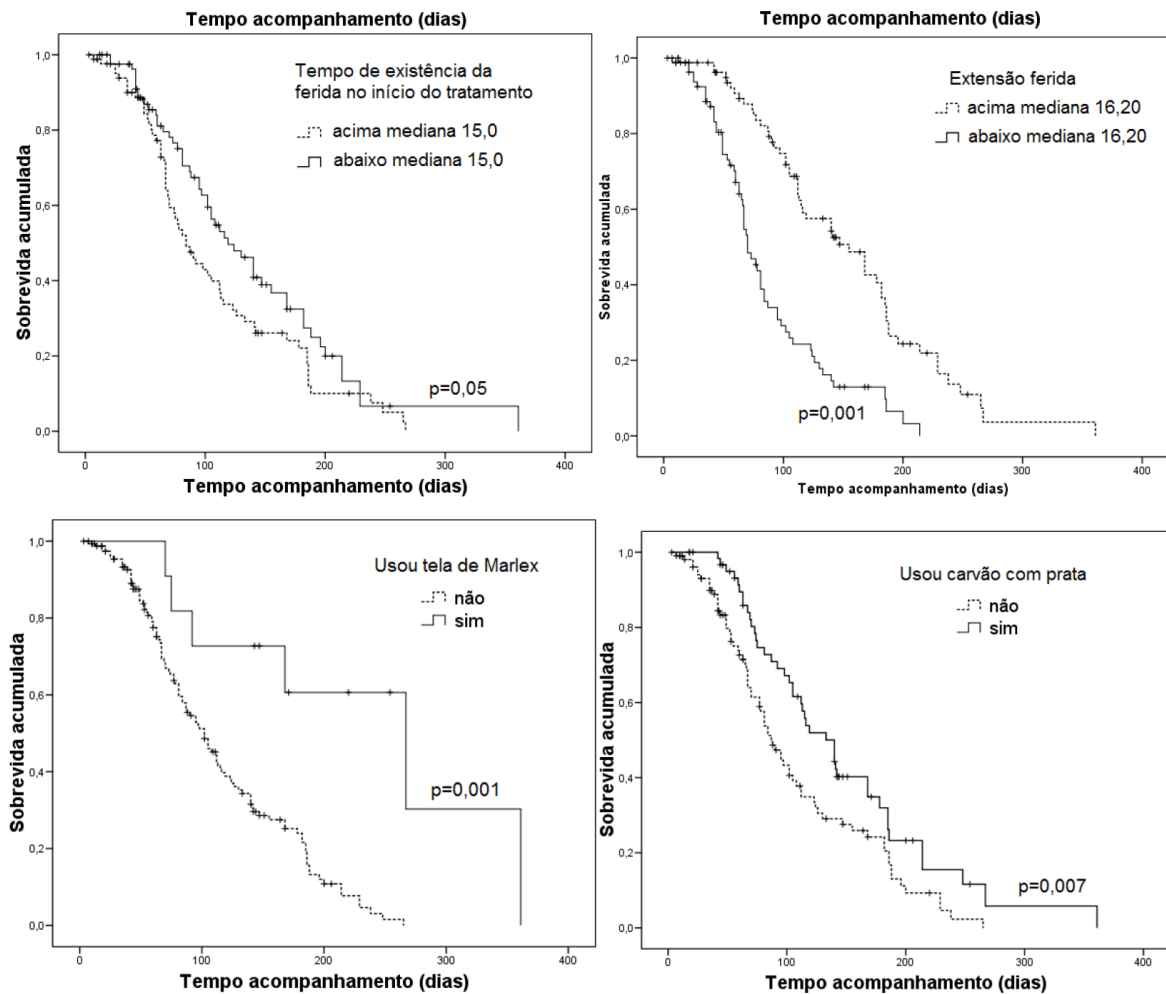 Tempo acompanhamento (dias)
1,0
0,8
0,6
0,4
0,2
0,0
Sobrevida acumulada
Tempo de existência da
ferida no início do tratamento
acima mediana 15,0
abaixo mediana 15,0
p=0,05
0
100
200
300
400
Tempo acompanhamento (dias)
Tempo acompanhamento (dias)
1,0
0,8
0,6
0,4
0,2
0,0
Sobrevida acumulada
Extensão ferida
acima mediana 16,20
abaixo mediana 16,20
p=0,001
0
100
200
300
400
Tempo acompanhamento (dias)
1,0
0,8
0,6
0,4
0,2
0,0
Sobrevida acumulada
Usou tela de Marlex
não
sim
p=0,001
0
100
200
300
400
Tempo acompanhamento (dias)
1,0
0,8
0,6
0,4
0,2
0,0
Sobrevida acumulada
Usou carvão com prata
não
sim
p=0,007
0
100
200
300
400
Tempo acompanhamento (dias)